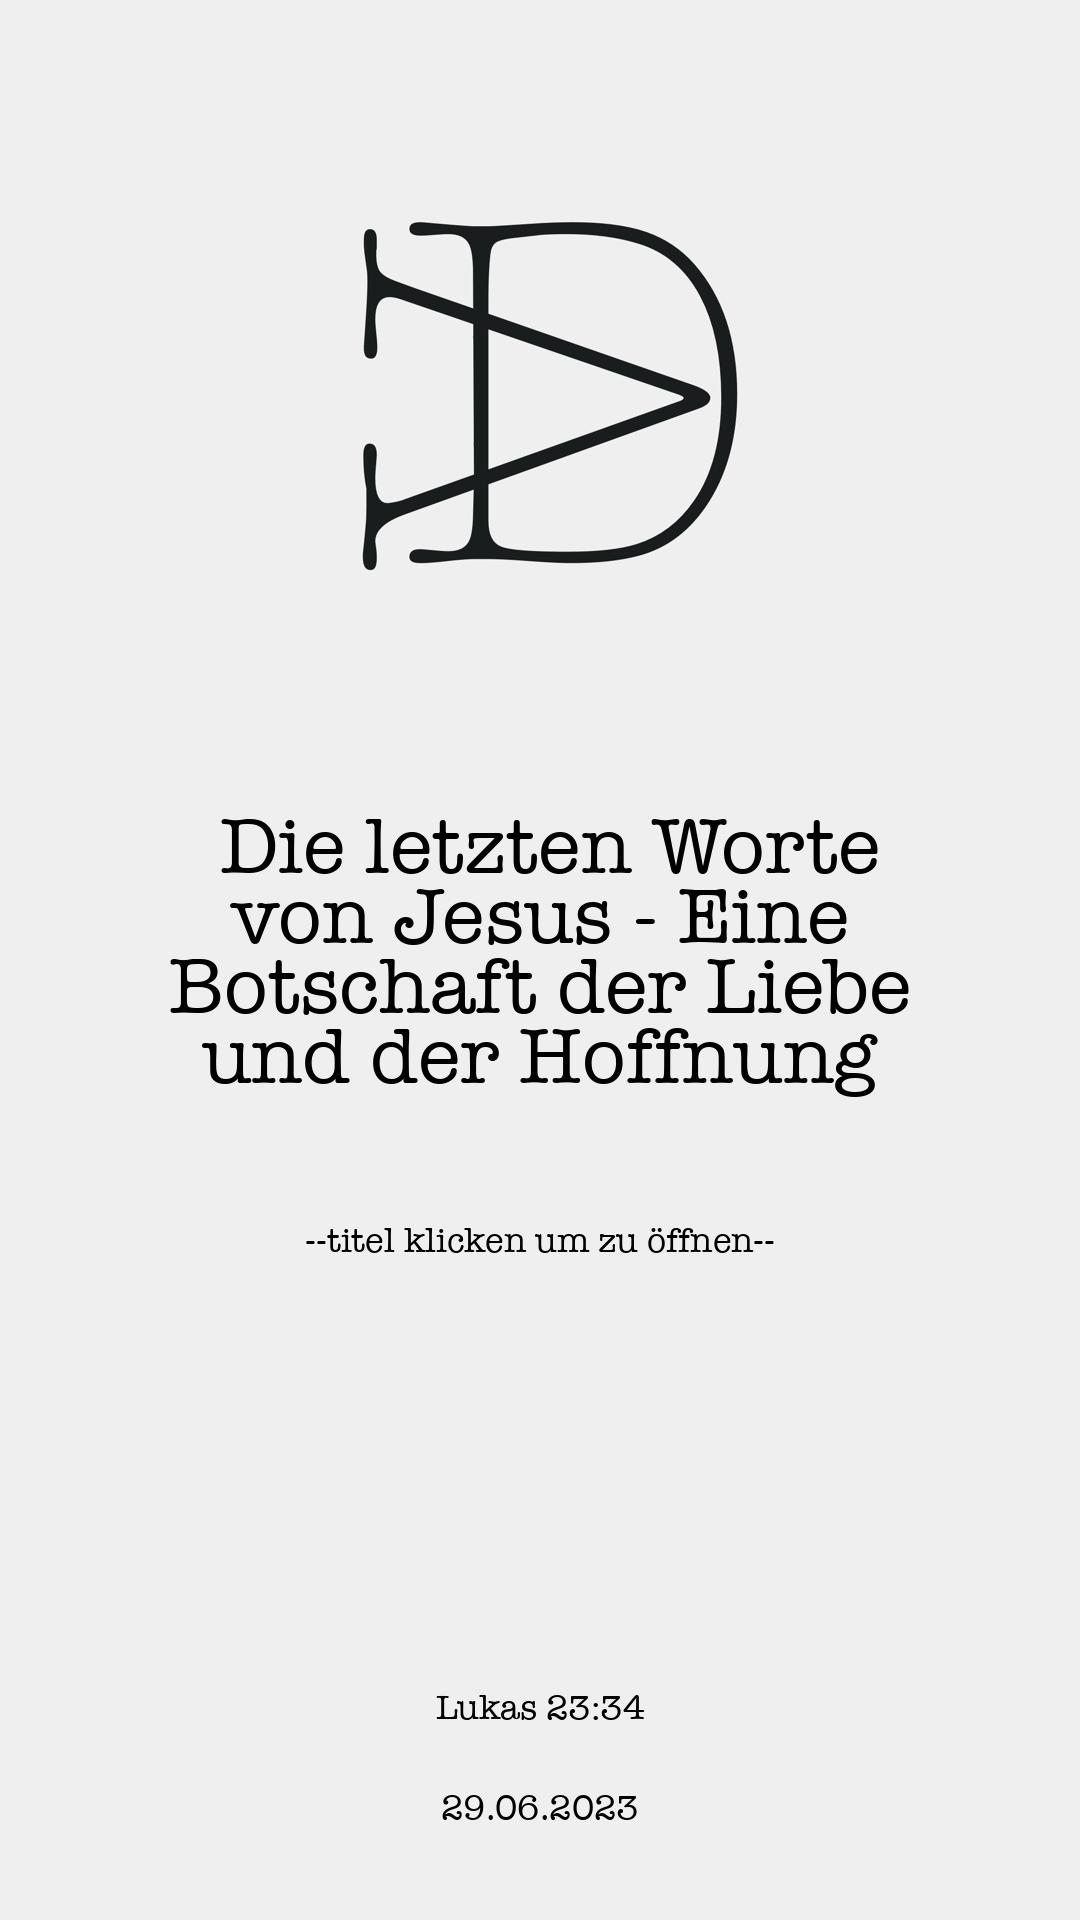 Die letzten Worte
von Jesus - Eine
Botschaft der Liebe
und der Hoffnung
--titel klicken um zu öffnen--
Lukas 23:34
29.06.2023